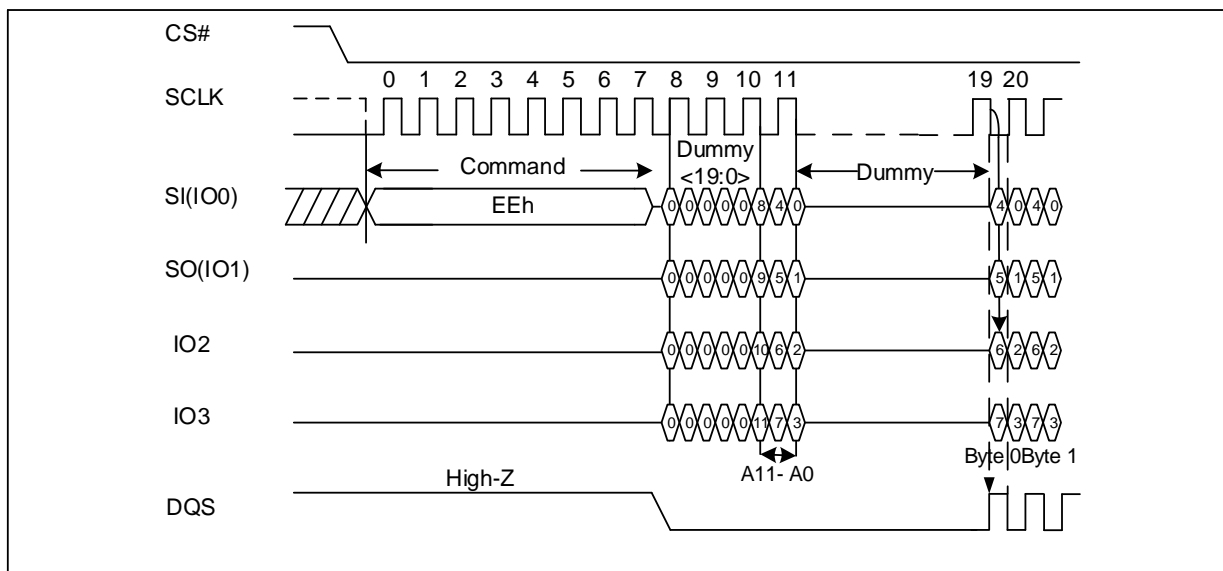 CS#
0 1 2 3 4 5 6 7 8 9 10 11 19 20
SCLK
Command
Dummy
<19:0>
Dummy
SI(IO0)
EEh
0 0 0 0 0 8 4 0 4 0 4 0
SO(IO1)
0 0 0 0 0 9 5 1 5 1 5 1
IO2
0 0 0 0 0 10 6 2 6 2 6 2
IO3
0 0 0 0 0 11 7 3 7 3 7 3
A11- A0
Byte 0 Byte 1
High-Z
DQS